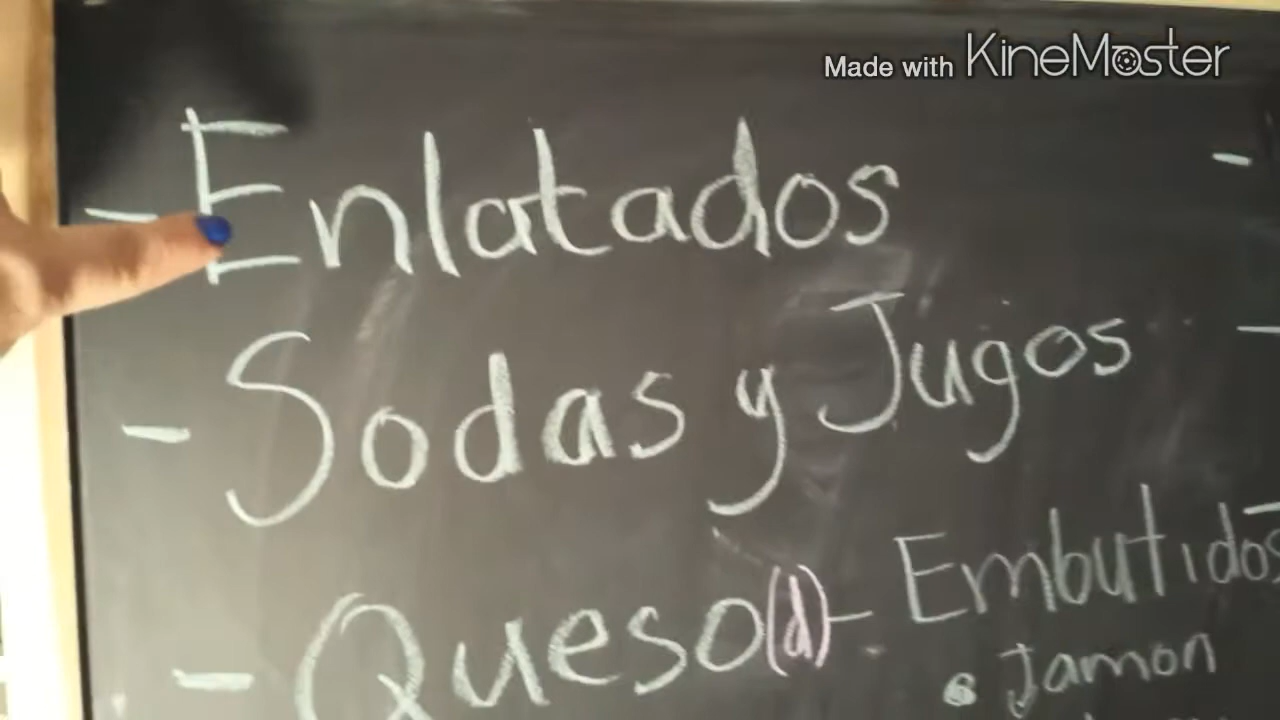 Made with KineMaster
- Enlatados
- Sodas y Jugos
- Queso(d)
- Embutidos
• Jamon